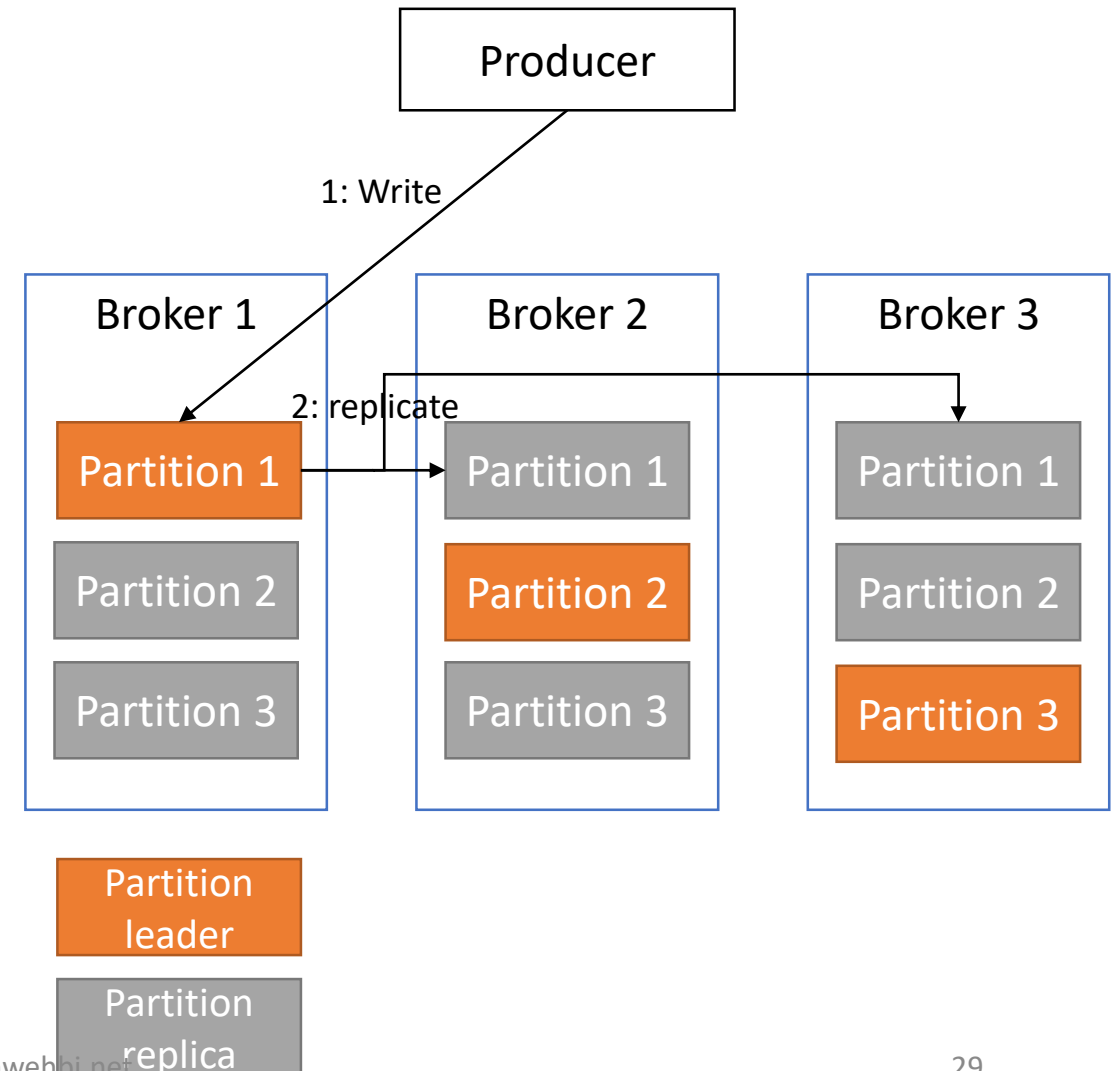 Producer
1: Write
Broker 1
Broker 2
Broker 3
2: replicate
Partition 1
Partition 1
Partition 1
Partition 2
Partition 2
Partition 2
Partition 3
Partition 3
Partition 3
Partition
leader
Partition
replica
29